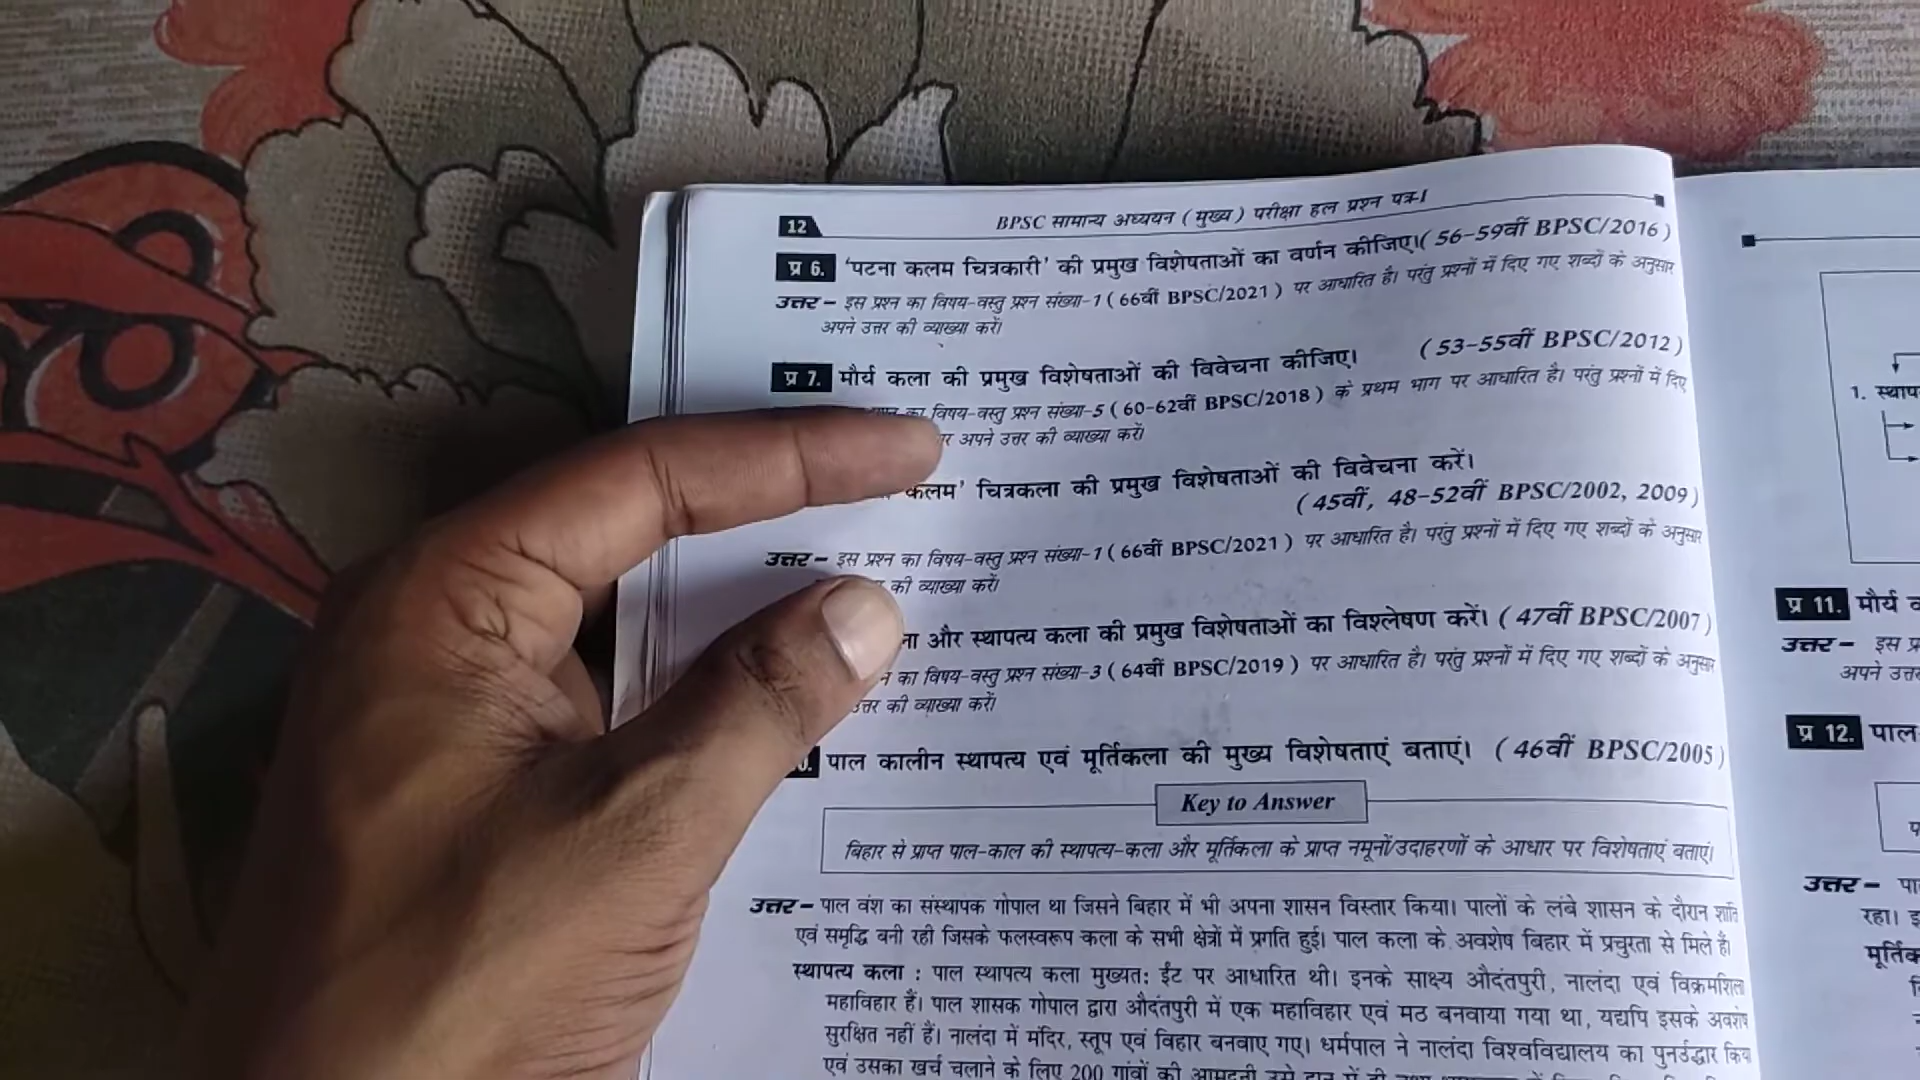 12
BPSC सामान्य अध्ययन ( मुख्य ) परीक्षा हल प्रश्न पत्र-I
प्र 6. 'पटना कलम चित्रकारी' की प्रमुख विशेषताओं का वर्णन कीजिए। ( 56-59वीं BPSC/2016 )
उत्तर – इस प्रश्न का विषय-वस्तु प्रश्न संख्या-1 ( 66वीं BPSC/2021 ) पर आधारित है। परंतु प्रश्नों में दिए गए शब्दों के अनुसार
अपने उत्तर की व्याख्या करें।
प्र 7. मौर्य कला की प्रमुख विशेषताओं की विवेचना कीजिए। ( 53-55वीं BPSC/2012 )
का विषय-वस्तु प्रश्न संख्या-5 ( 60-62वीं BPSC/2018 ) के प्रथम भाग पर आधारित है। परंतु प्रश्नों में दिए
अपने उत्तर की व्याख्या करें।
कलम' चित्रकला की प्रमुख विशेषताओं की विवेचना करें।
( 45वीं, 48-52वीं BPSC/2002, 2009 )
उत्तर – इस प्रश्न का विषय-वस्तु प्रश्न संख्या-1 ( 66वीं BPSC/2021 ) पर आधारित है। परंतु प्रश्नों में दिए गए शब्दों के अनुसार
की व्याख्या करें।
और स्थापत्य कला की प्रमुख विशेषताओं का विश्लेषण करें। ( 47वीं BPSC/2007 )
का विषय-वस्तु प्रश्न संख्या-3 ( 64वीं BPSC/2019 ) पर आधारित है। परंतु प्रश्नों में दिए गए शब्दों के अनुसार
उत्तर की व्याख्या करें।
पाल कालीन स्थापत्य एवं मूर्तिकला की मुख्य विशेषताएं बताएं। ( 46वीं BPSC/2005 )
Key to Answer
बिहार से प्राप्त पाल-काल की स्थापत्य-कला और मूर्तिकला के प्राप्त नमूनों/उदाहरणों के आधार पर विशेषताएं बताएं।
उत्तर – पाल वंश का संस्थापक गोपाल था जिसने बिहार में भी अपना शासन विस्तार किया। पालों के लंबे शासन के दौरान शांति
एवं समृद्धि बनी रही जिसके फलस्वरूप कला के सभी क्षेत्रों में प्रगति हुई। पाल कला के अवशेष बिहार में प्रचुरता से मिले हैं।
स्थापत्य कला : पाल स्थापत्य कला मुख्यत: ईंट पर आधारित थी। इनके साक्ष्य औदंतपुरी, नालंदा एवं विक्रमशिला
महाविहार हैं। पाल शासक गोपाल द्वारा औदंतपुरी में एक महाविहार एवं मठ बनवाया गया था, यद्यपि इसके अवशेष
सुरक्षित नहीं हैं। नालंदा में मंदिर, स्तूप एवं विहार बनवाए गए। धर्मपाल ने नालंदा विश्वविद्यालय का पुनर्उद्धार किया
एवं उसका खर्च चलाने के लिए 200 गांवों की आमदनी उसे दान में दी
1. स्थाप
प्र 11. मौर्य
उत्तर – इस
अपने उत्तर
प्र 12. पाल
उत्तर –
रहा।